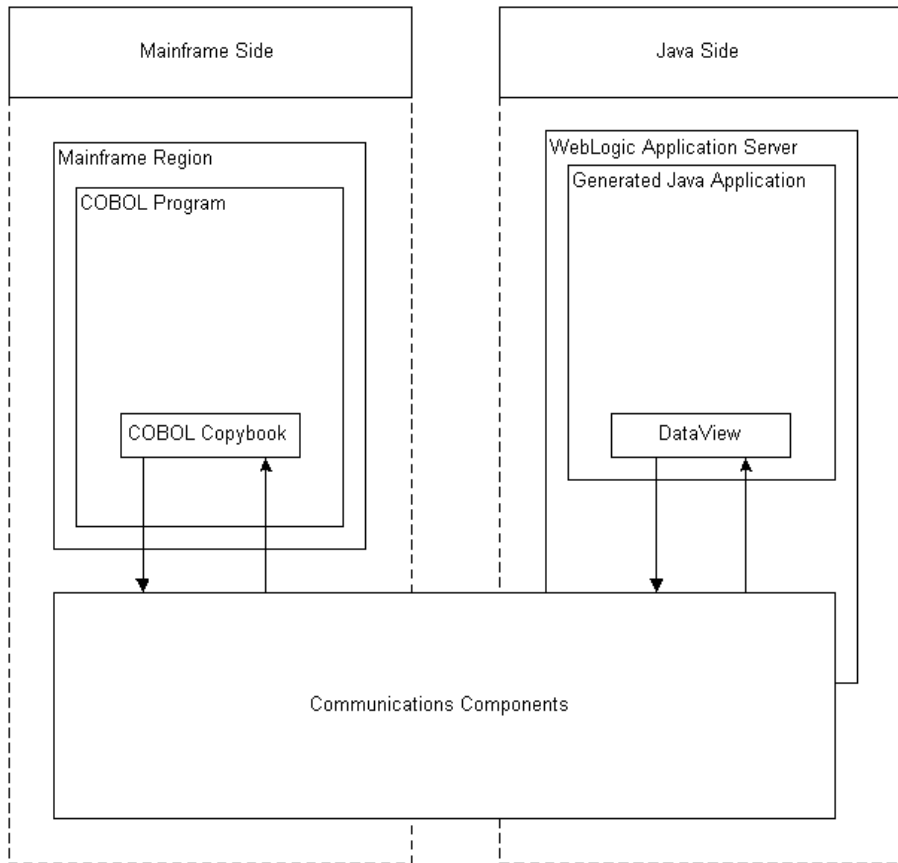 Mainframe Side
Java Side
Mainframe Region
COBOL Program
COBOL Copybook
WebLogic Application Server
Generated Java Application
DataView
Communications Components